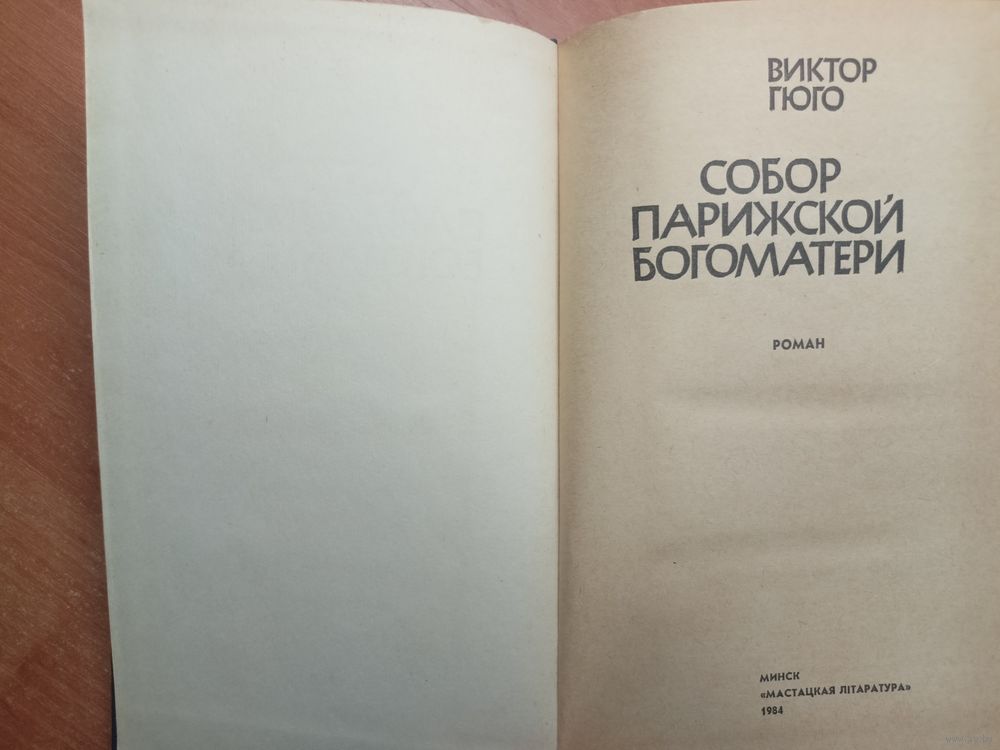 ВИКТОР
ГЮГО
СОБОР
ПАРИЖСКОЙ
БОГОМАТЕРИ
РОМАН
МИНСК
«МАСТАЦКАЯ ЛІТАРАТУРА»
1984